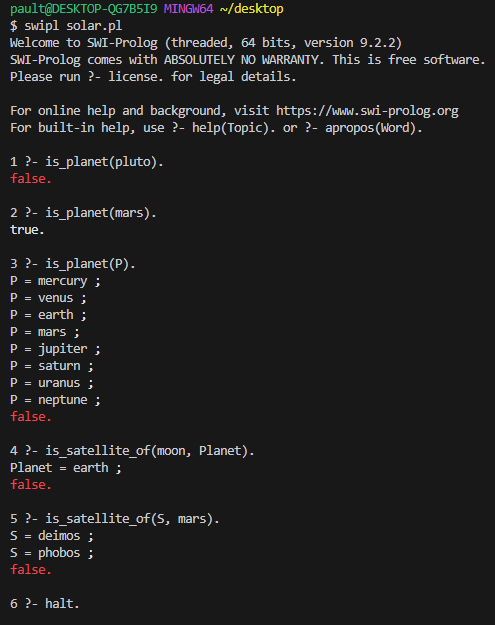 pault@DESKTOP-QG7B5I9 MINGW64 ~/desktop
$ swipl solar.pl
Welcome to SWI-Prolog (threaded, 64 bits, version 9.2.2)
SWI-Prolog comes with ABSOLUTELY NO WARRANTY. This is free software.
Please run ?- license. for legal details.

For online help and background, visit https://www.swi-prolog.org
For built-in help, use ?- help(Topic). or ?- apropos(Word).

1 ?- is_planet(pluto).
false.

2 ?- is_planet(mars).
true.

3 ?- is_planet(P).
P = mercury ;
P = venus ;
P = earth ;
P = mars ;
P = jupiter ;
P = saturn ;
P = uranus ;
P = neptune ;
false.

4 ?- is_satellite_of(moon, Planet).
Planet = earth ;
false.

5 ?- is_satellite_of(S, mars).
S = deimos ;
S = phobos ;
false.

6 ?- halt.